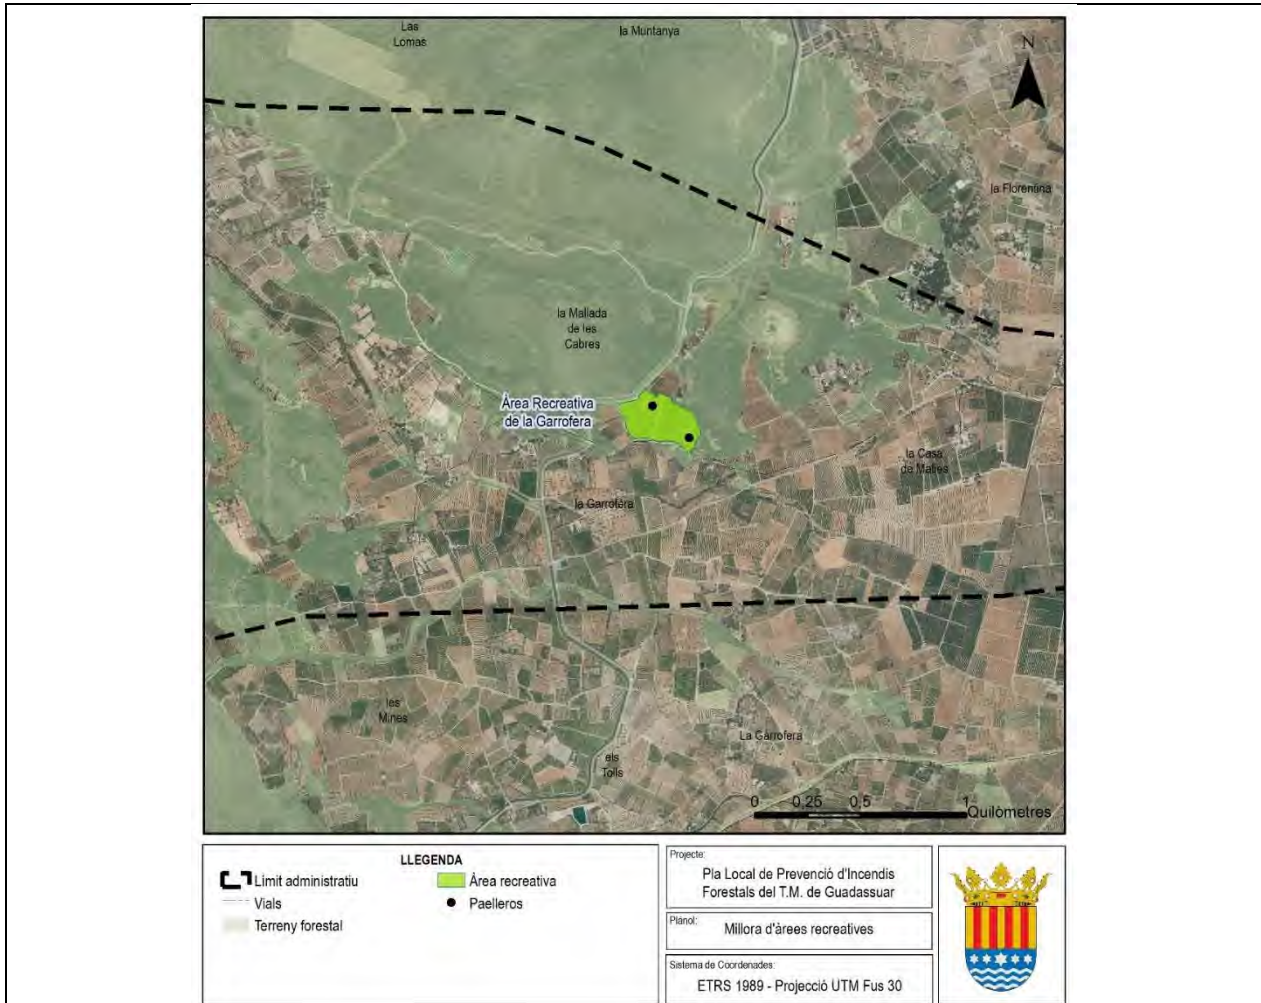 Las
Lomas
la Muntanya
N
la Florentina
la Mallada
de les
Cabres
Àrea Recreativa
de la Garrofera
la Casa
de Malies
la Garrofera
les
Mines
La Garrofera
els
Tolls
0 0,25 0,5 1
Quilòmetres
LLEGENDA
Límit administratiu
Vials
Terreny forestal
Àrea recreativa
Paelleros
Projecte:
Pla Local de Prevenció d'Incendis
Forestals del T.M. de Guadassuar
Plànol:
Millora d'àrees recreatives
Sistema de Coordenades:
ETRS 1989 - Projecció UTM Fus 30